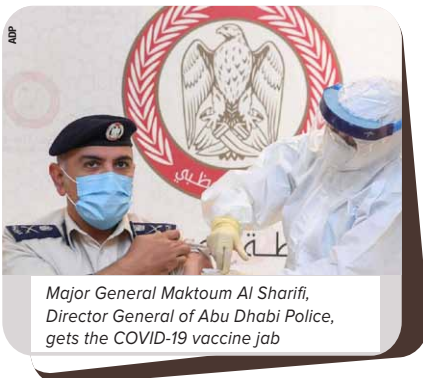 ADP
Major General Maktoum Al Sharifi,
Director General of Abu Dhabi Police,
gets the COVID-19 vaccine jab